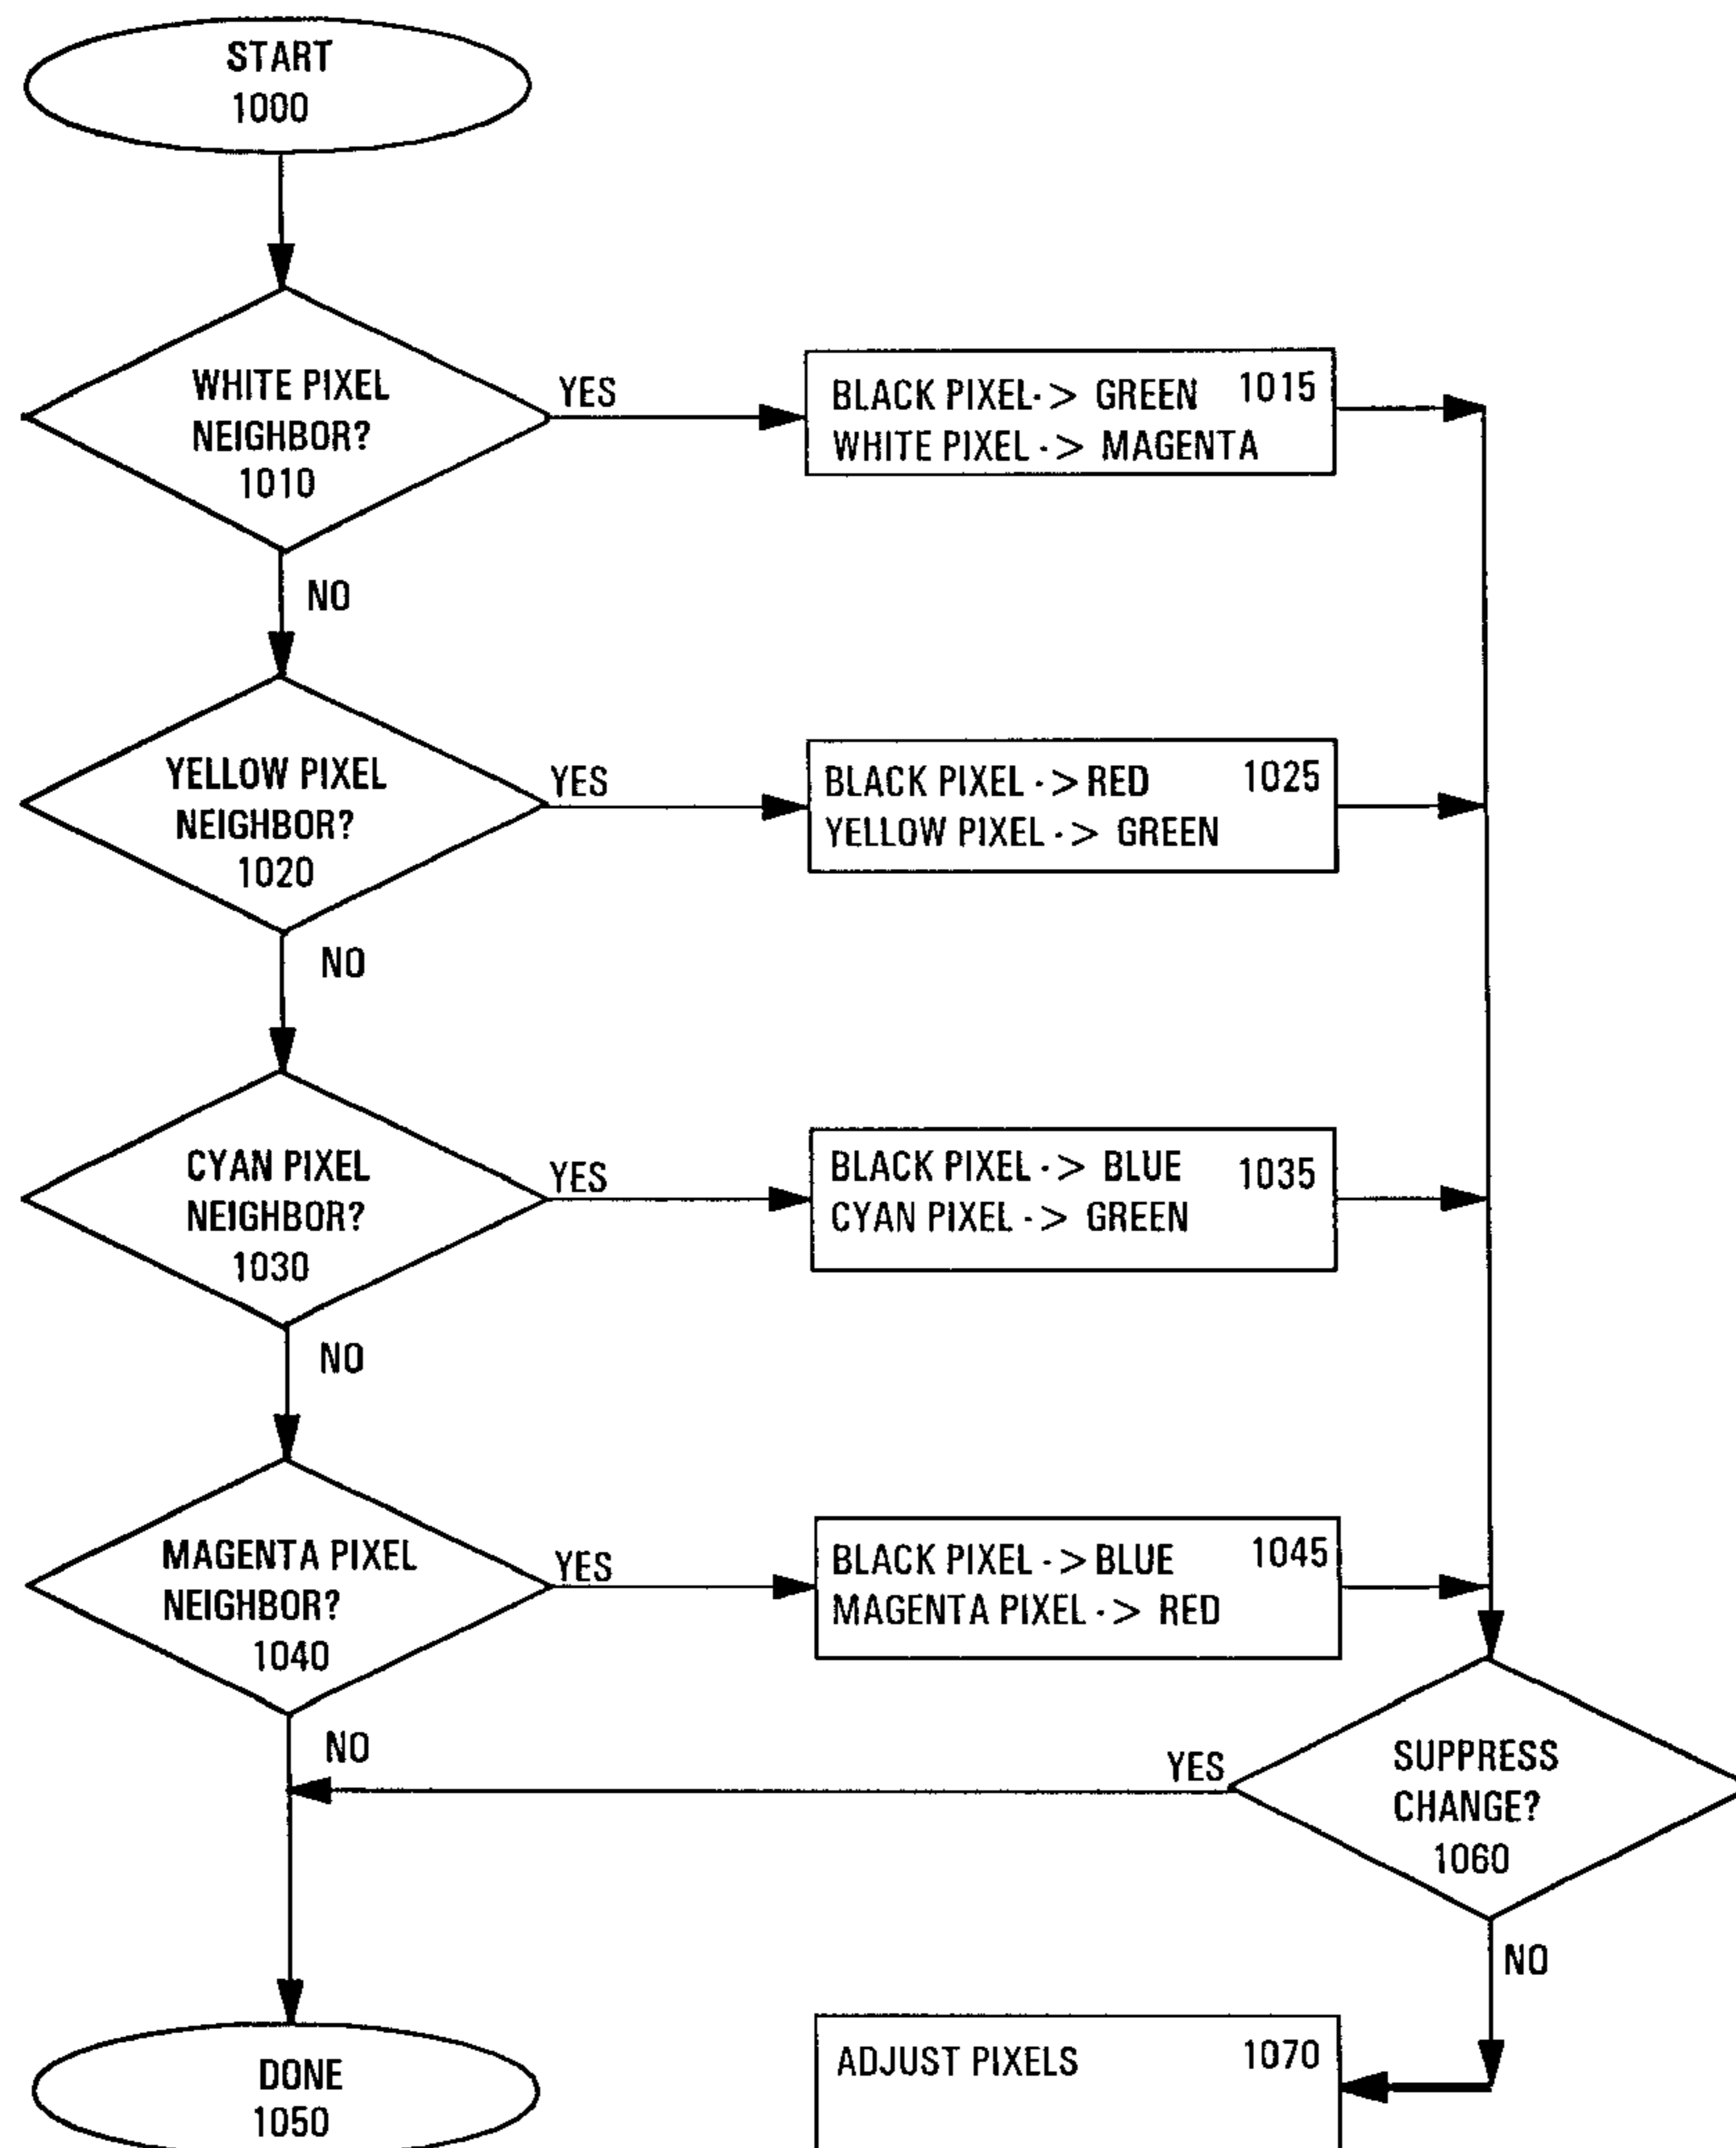 START
1000
WHITE PIXEL
NEIGHBOR?
1010
YES
BLACK PIXEL-> GREEN 1015
WHITE PIXEL -> MAGENTA
NO
YELLOW PIXEL
NEIGHBOR?
1020
YES
BLACK PIXEL -> RED 1025
YELLOW PIXEL -> GREEN
NO
CYAN PIXEL
NEIGHBOR?
1030
YES
BLACK PIXEL -> BLUE 1035
CYAN PIXEL -> GREEN
NO
MAGENTA PIXEL
NEIGHBOR?
1040
YES
BLACK PIXEL -> BLUE 1045
MAGENTA PIXEL -> RED
NO
YES
SUPPRESS
CHANGE?
1060
NO
DONE
1050
ADJUST PIXELS 1070